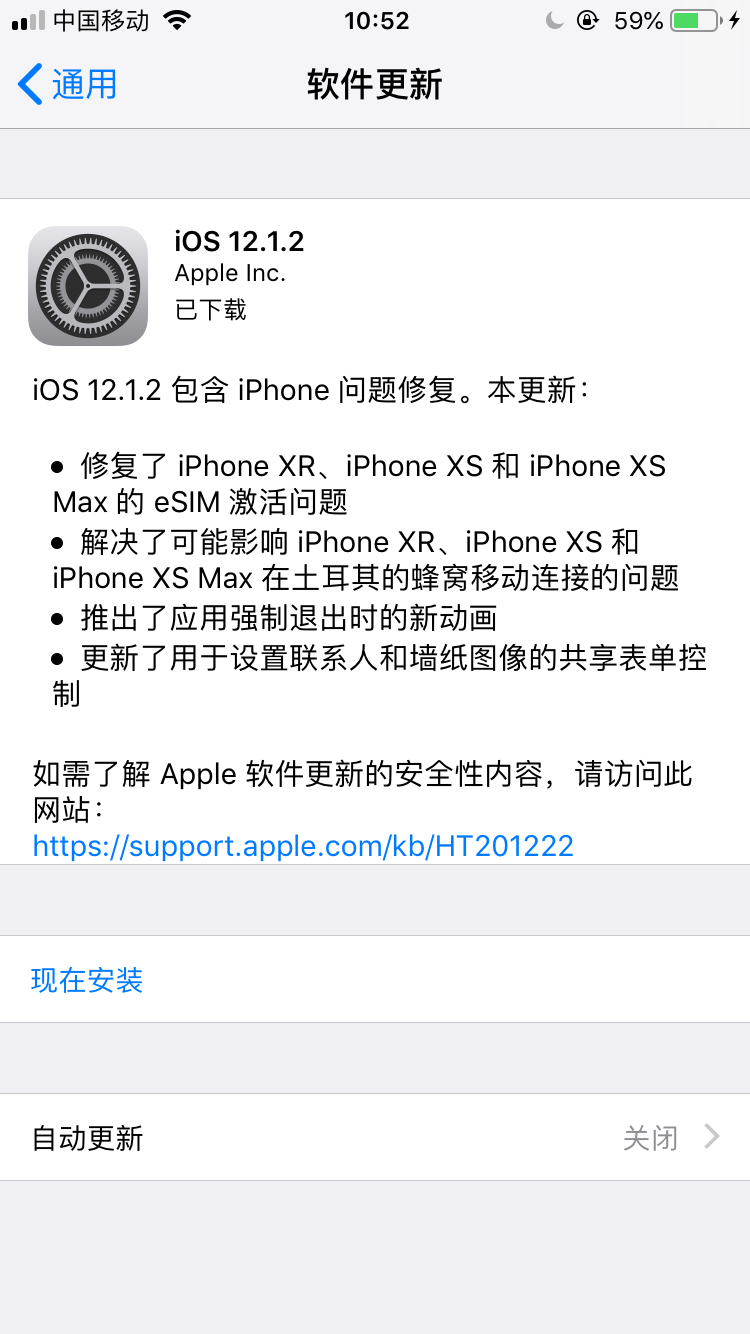 中国移动
10:52
59%
通用
软件更新
iOS 12.1.2
Apple Inc.
已下载
iOS 12.1.2 包含 iPhone 问题修复。本更新：
• 修复了 iPhone XR、iPhone XS 和 iPhone XS
Max 的 eSIM 激活问题
• 解决了可能影响 iPhone XR、iPhone XS 和
iPhone XS Max 在土耳其的蜂窝移动连接的问题
• 推出了应用强制退出时的新动画
• 更新了用于设置联系人和墙纸图像的共享表单控
制
如需了解 Apple 软件更新的安全性内容，请访问此
网站：
https://support.apple.com/kb/HT201222
现在安装
自动更新
关闭